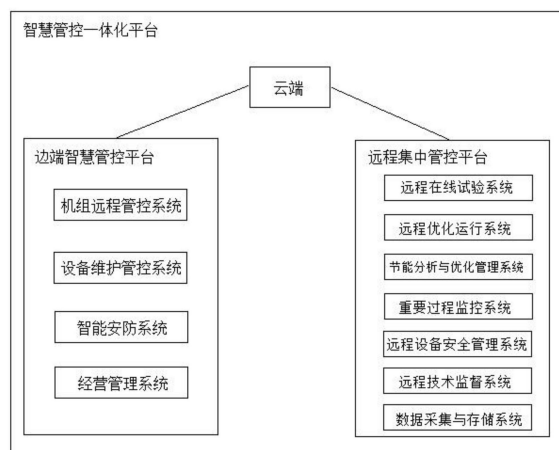 智慧管控一体化平台
云端
边端智慧管控平台
机组远程管控系统
设备维护管控系统
智能安防系统
经营管理系统
远程集中管控平台
远程在线试验系统
远程优化运行系统
节能分析与优化管理系统
重要过程监控系统
远程设备安全管理系统
远程技术监督系统
数据采集与存储系统